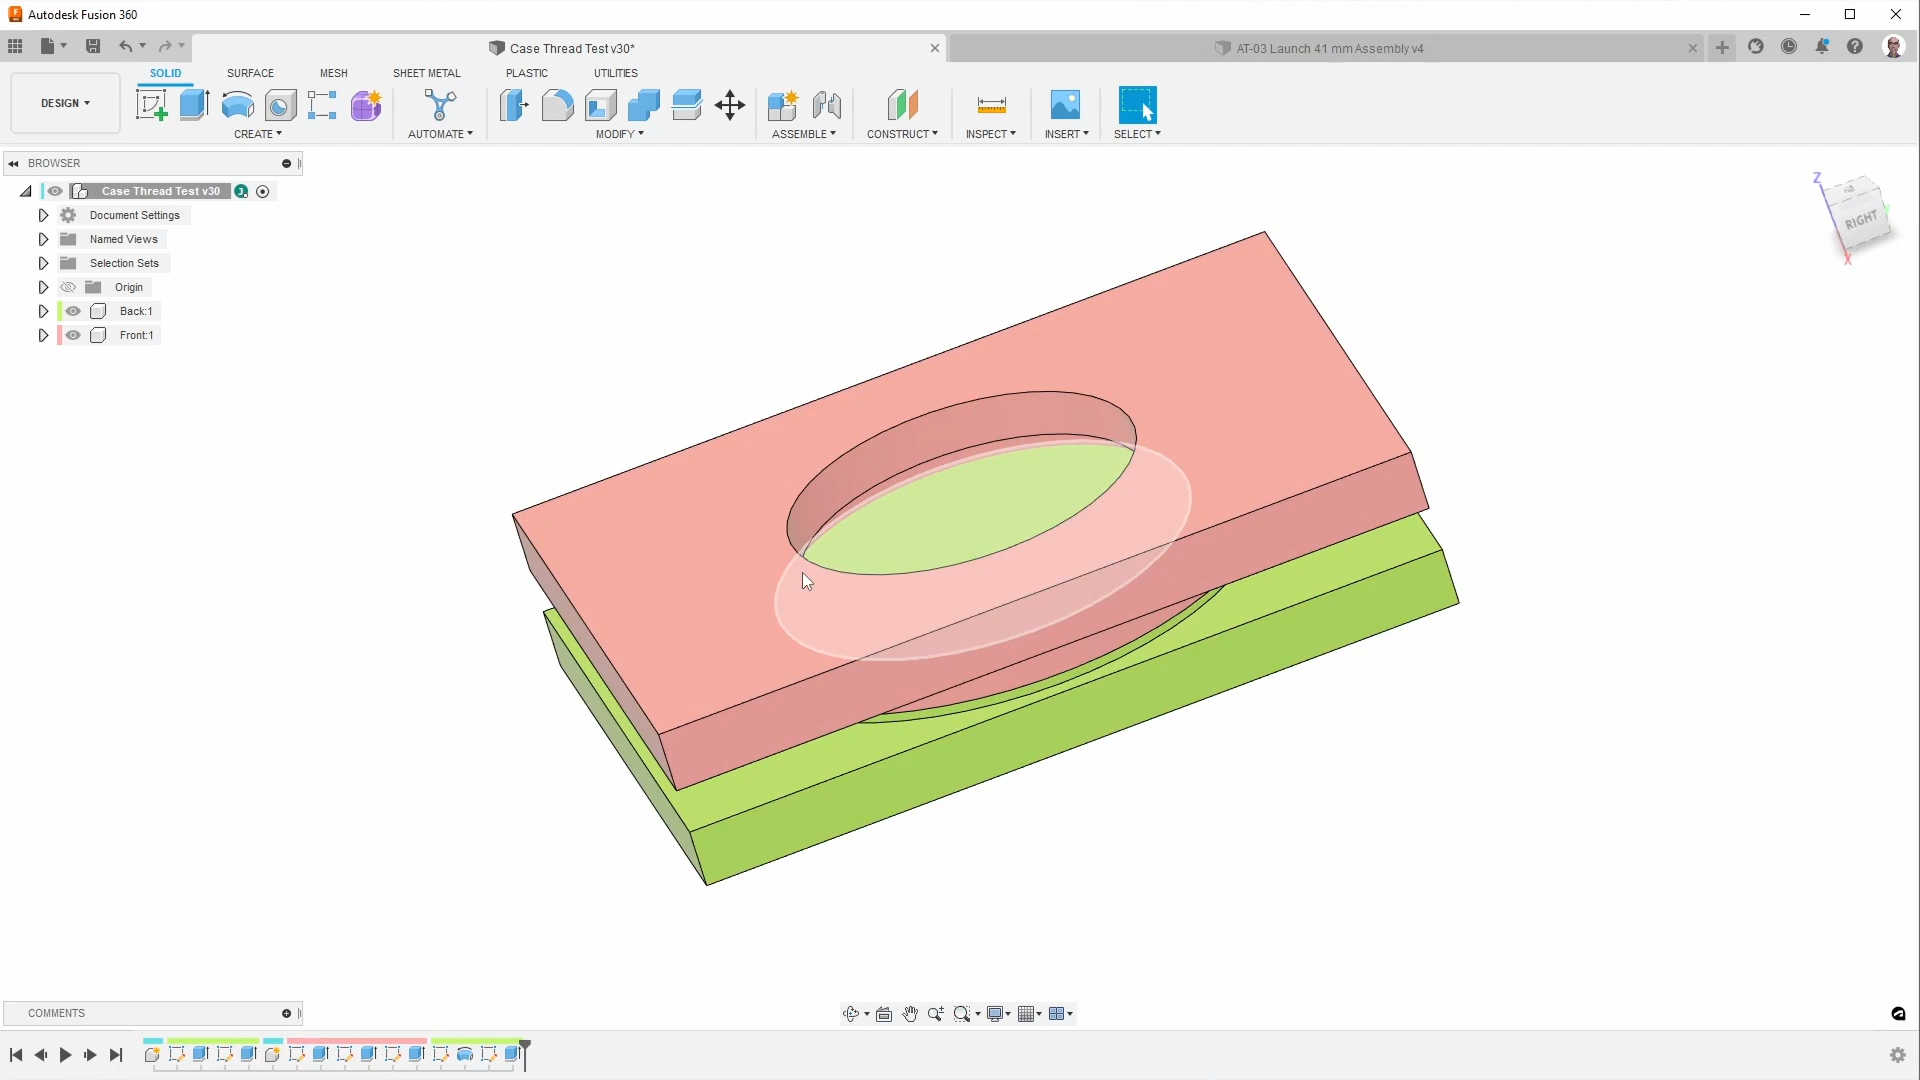 Autodesk Fusion 360
Case Thread Test v30*
AT-03 Launch 41 mm Assembly v4
SOLID SURFACE MESH SHEET METAL PLASTIC UTILITIES
DESIGN
CREATE AUTOMATE MODIFY ASSEMBLE CONSTRUCT INSPECT INSERT SELECT
BROWSER
Case Thread Test v30
Document Settings
Named Views
Selection Sets
Origin
Back:1
Front:1
Z
RIGHT
X
COMMENTS